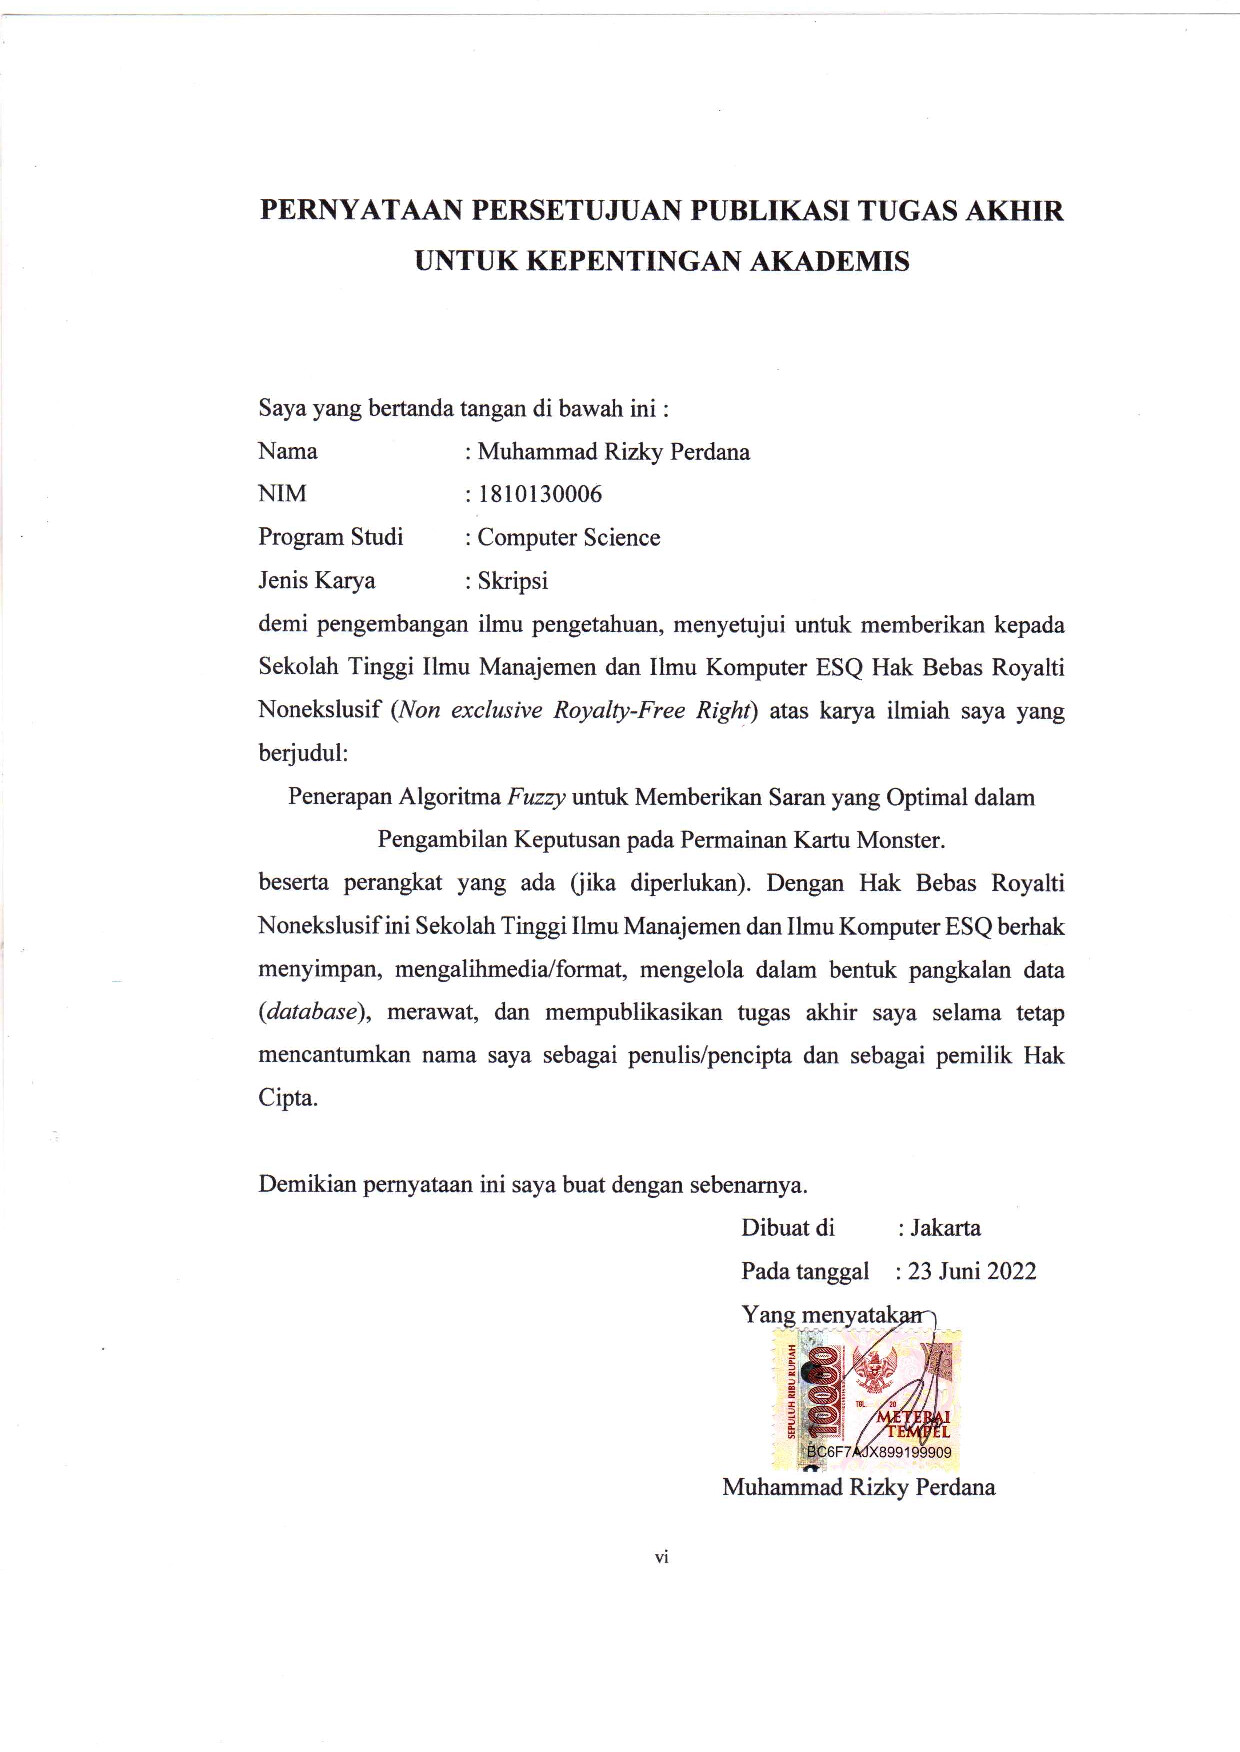 PERNYATAAN PERSETUJUAN PUBLIKASI TUGAS AKHIR
UNTUK KEPENTINGAN AKADEMIS
Saya yang bertanda tangan di bawah ini :
Nama : Muhammad Rizky Perdana
NIM : 1810130006
Program Studi : Computer Science
Jenis Karya : Skripsi
demi pengembangan ilmu pengetahuan, menyetujui untuk memberikan kepada
Sekolah Tinggi Ilmu Manajemen dan Ilmu Komputer ESQ Hak Bebas Royalti
Nonekslusif (Non exclusive Royalty-Free Right) atas karya ilmiah saya yang
berjudul:
Penerapan Algoritma Fuzzy untuk Memberikan Saran yang Optimal dalam
Pengambilan Keputusan pada Permainan Kartu Monster.
beserta perangkat yang ada (jika diperlukan). Dengan Hak Bebas Royalti
Nonekslusif ini Sekolah Tinggi Ilmu Manajemen dan Ilmu Komputer ESQ berhak
menyimpan, mengalihmedia/format, mengelola dalam bentuk pangkalan data
(database), merawat, dan mempublikasikan tugas akhir saya selama tetap
mencantumkan nama saya sebagai penulis/pencipta dan sebagai pemilik Hak
Cipta.
Demikian pernyataan ini saya buat dengan sebenarnya.
Dibuat di : Jakarta
Pada tanggal : 23 Juni 2022
Yang menyatakan
SEPULUH RIBU RUPIAH
10000
TGL 20
METERAI
TEMPEL
BC6F7AJX899199909
Muhammad Rizky Perdana
vi